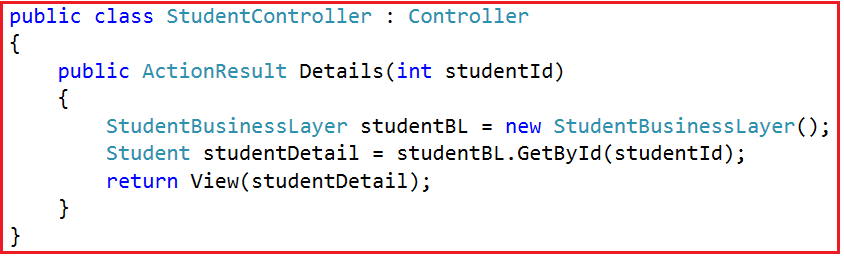 public class StudentController : Controller
{
    public ActionResult Details(int studentId)
    {
        StudentBusinessLayer studentBL = new StudentBusinessLayer();
        Student studentDetail = studentBL.GetById(studentId);
        return View(studentDetail);
    }
}